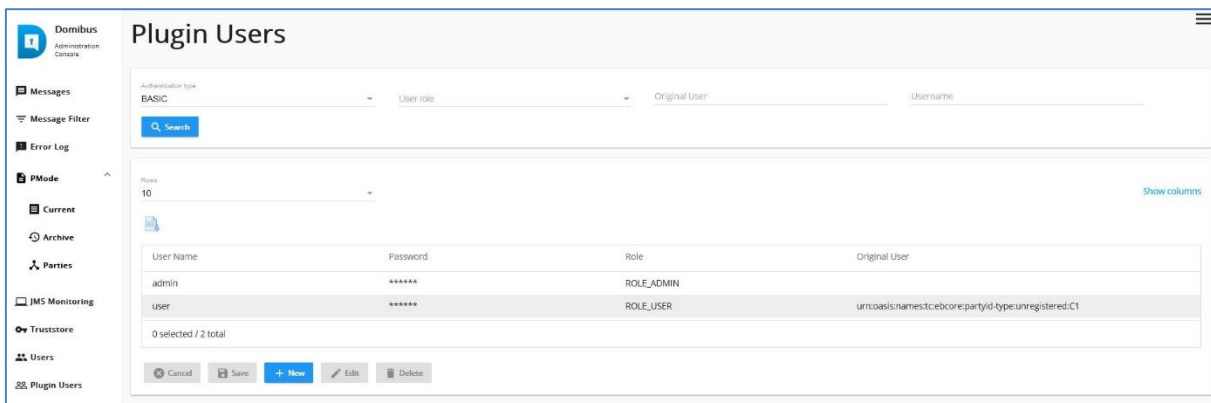 Domibus
Administration
Console
Messages
Message Filter
Error Log
PMode
Current
Archive
Parties
JMS Monitoring
Truststore
Users
Plugin Users
Plugin Users
Authentication type
BASIC
User role
Original User
Username
Search
Rows
10
Show columns
User Name Password Role Original User
admin ****** ROLE_ADMIN
user ****** ROLE_USER urn:oasis:names:tc:ebcore:partyid-type:unregistered:C1
0 selected / 2 total
Cancel Save + New Edit Delete